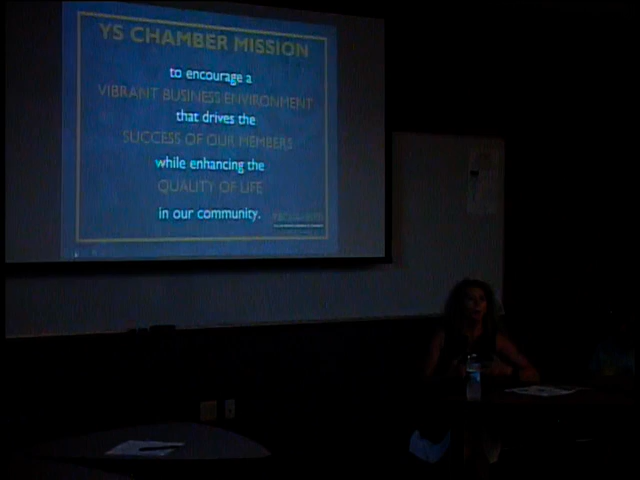 YS CHAMBER MISSION
to encourage a
VIBRANT BUSINESS ENVIRONMENT
that drives the
SUCCESS OF OUR MEMBERS
while enhancing the
QUALITY OF LIFE
in our community.